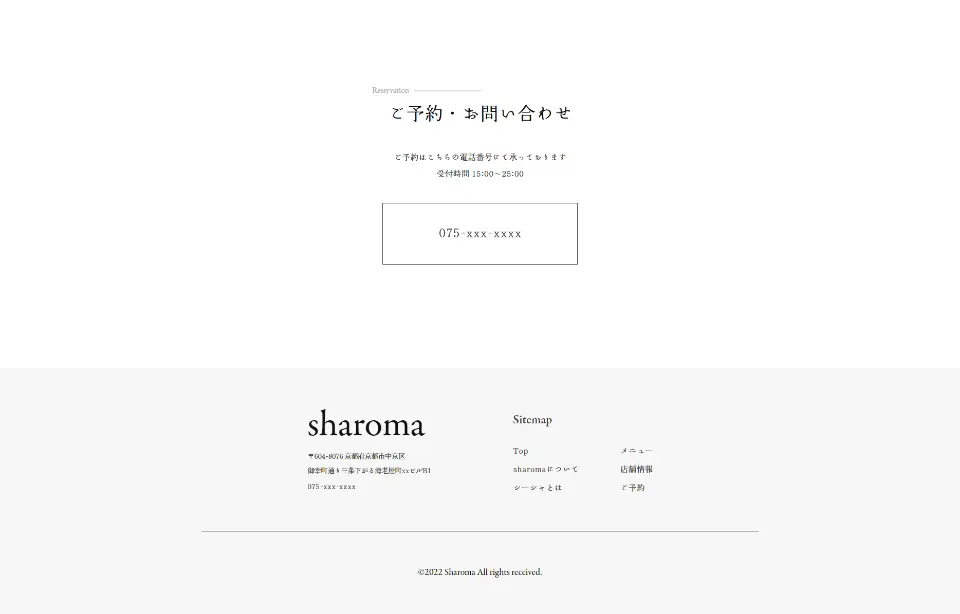 Reservation
ご予約・お問い合わせ
ご予約はこちらの電話番号にて承っております
受付時間 15:00～25:00
075-xxx-xxxx
sharoma
〒604-8076 京都府京都市中京区
御幸町通り三条下がる海老屋町xxビルB1
075-xxx-xxxx
Sitemap
Top
sharomaについて
シーシャとは
メニュー
店舗情報
ご予約
©2022 Sharoma All rights received.